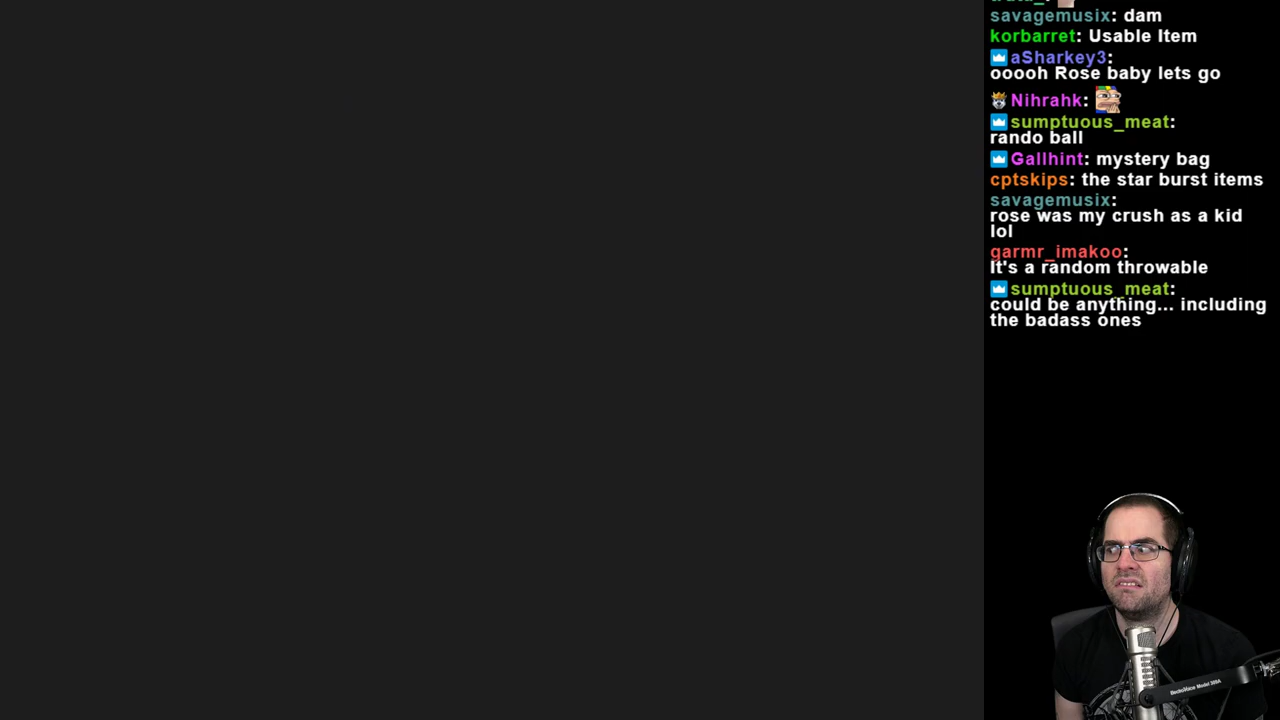 savagemusix: dam
korbarret: Usable Item
aSharkey3:
ooooh Rose baby lets go
Nihrahk:
sumptuous_meat:
rando ball
Gallhint: mystery bag
cptskips: the star burst items
savagemusix:
rose was my crush as a kid
lol
garmr_imakoo:
It's a random throwable
sumptuous_meat:
could be anything... including
the badass ones